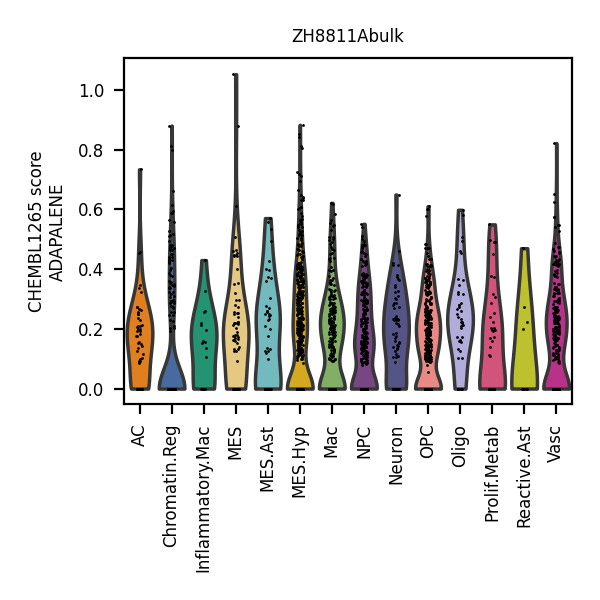 ZH8811Abulk
CHEMBL1265 score
ADAPALENE
1.0
0.8
0.6
0.4
0.2
0.0
AC
Chromatin.Reg
Inflammatory.Mac
MES
MES.Ast
MES.Hyp
Mac
NPC
Neuron
OPC
Oligo
Prolif.Metab
Reactive.Ast
Vasc